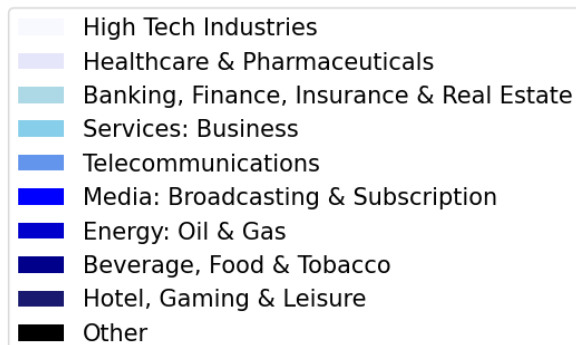 High Tech Industries
Healthcare & Pharmaceuticals
Banking, Finance, Insurance & Real Estate
Services: Business
Telecommunications
Media: Broadcasting & Subscription
Energy: Oil & Gas
Beverage, Food & Tobacco
Hotel, Gaming & Leisure
Other